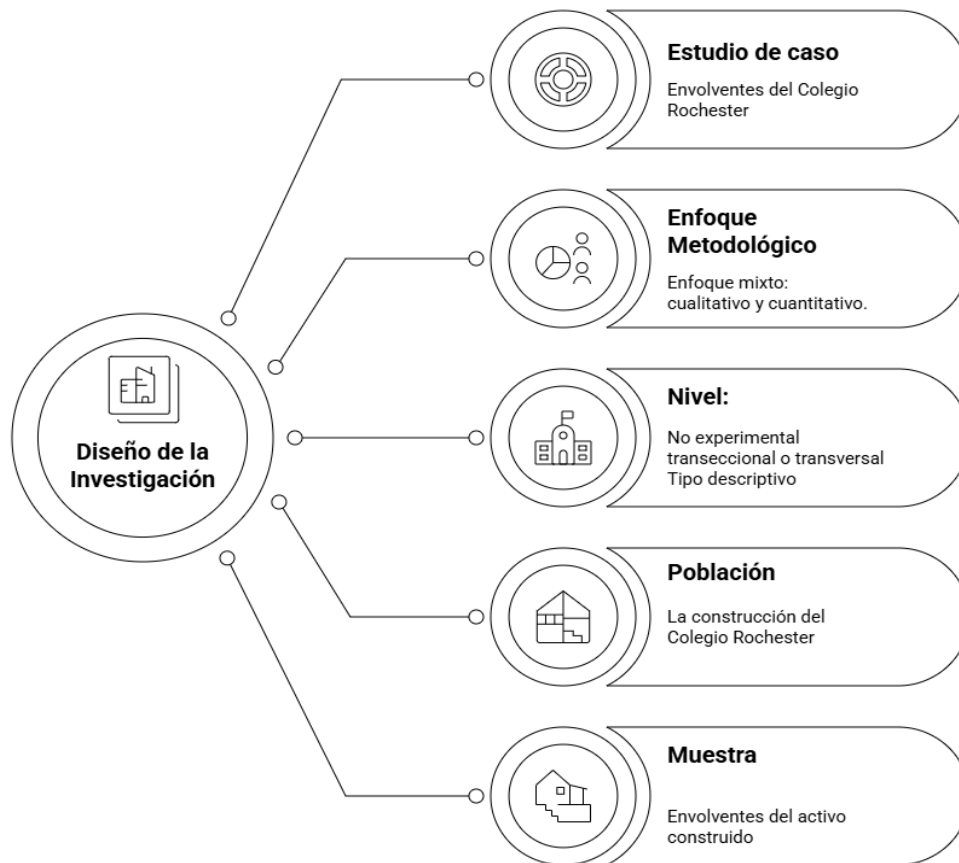 Diseño de la
Investigación
Estudio de caso
Envolventes del Colegio
Rochester
Enfoque
Metodológico
Enfoque mixto:
cualitativo y cuantitativo.
Nivel:
No experimental
transeccional o transversal
Tipo descriptivo
Población
La construcción del
Colegio Rochester
Muestra
Envolventes del activo
construido